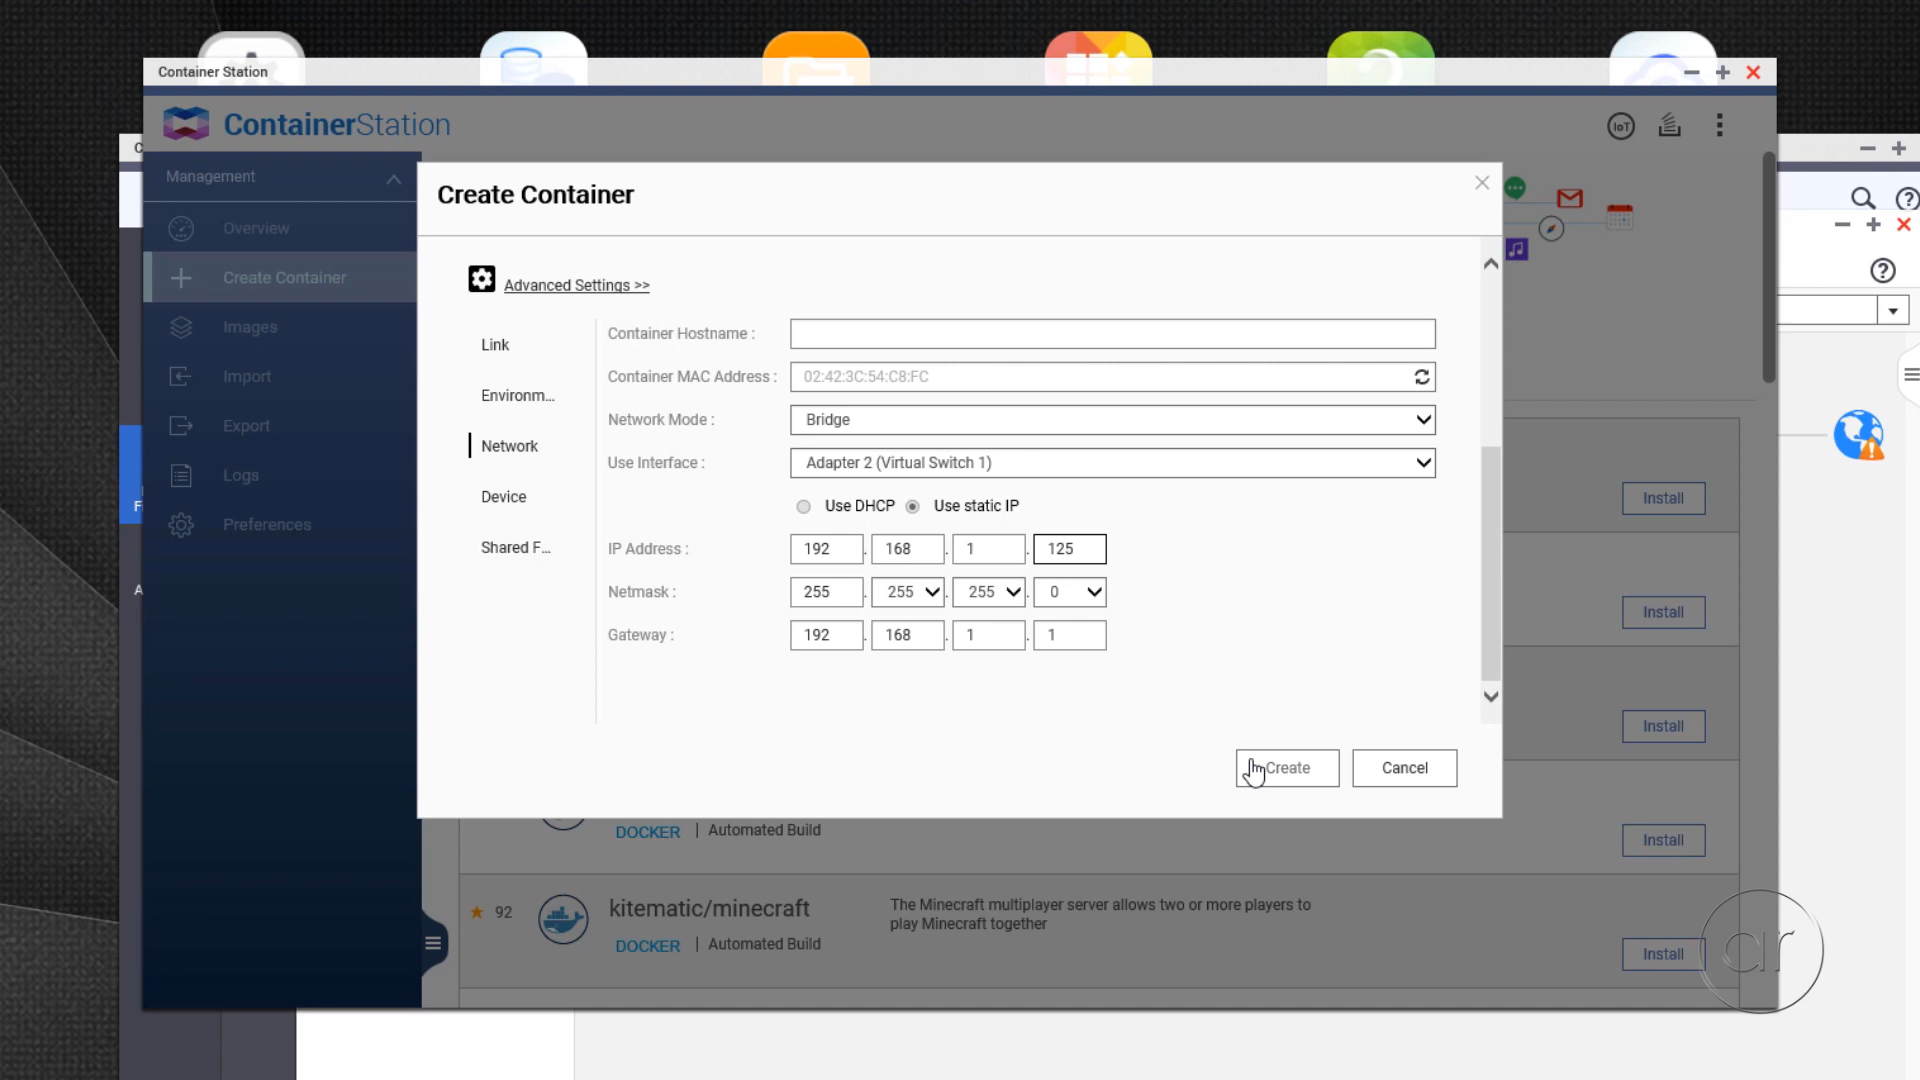 Container Station
ContainerStation
IoT
Management
Overview
Create Container
Images
Import
Export
Logs
Preferences
Create Container
Advanced Settings >>
Link
Environm...
Network
Device
Shared F...
Container Hostname :
Container MAC Address : 02:42:3C:54:C8:FC
Network Mode : Bridge
Use Interface : Adapter 2 (Virtual Switch 1)
Use DHCP Use static IP
IP Address : 192 . 168 . 1 . 125
Netmask : 255 . 255 . 255 . 0
Gateway : 192 . 168 . 1 . 1
Create Cancel
Install
Install
Install
DOCKER | Automated Build
Install
92
kitematic/minecraft
DOCKER | Automated Build
The Minecraft multiplayer server allows two or more players to
play Minecraft together
Install
ar